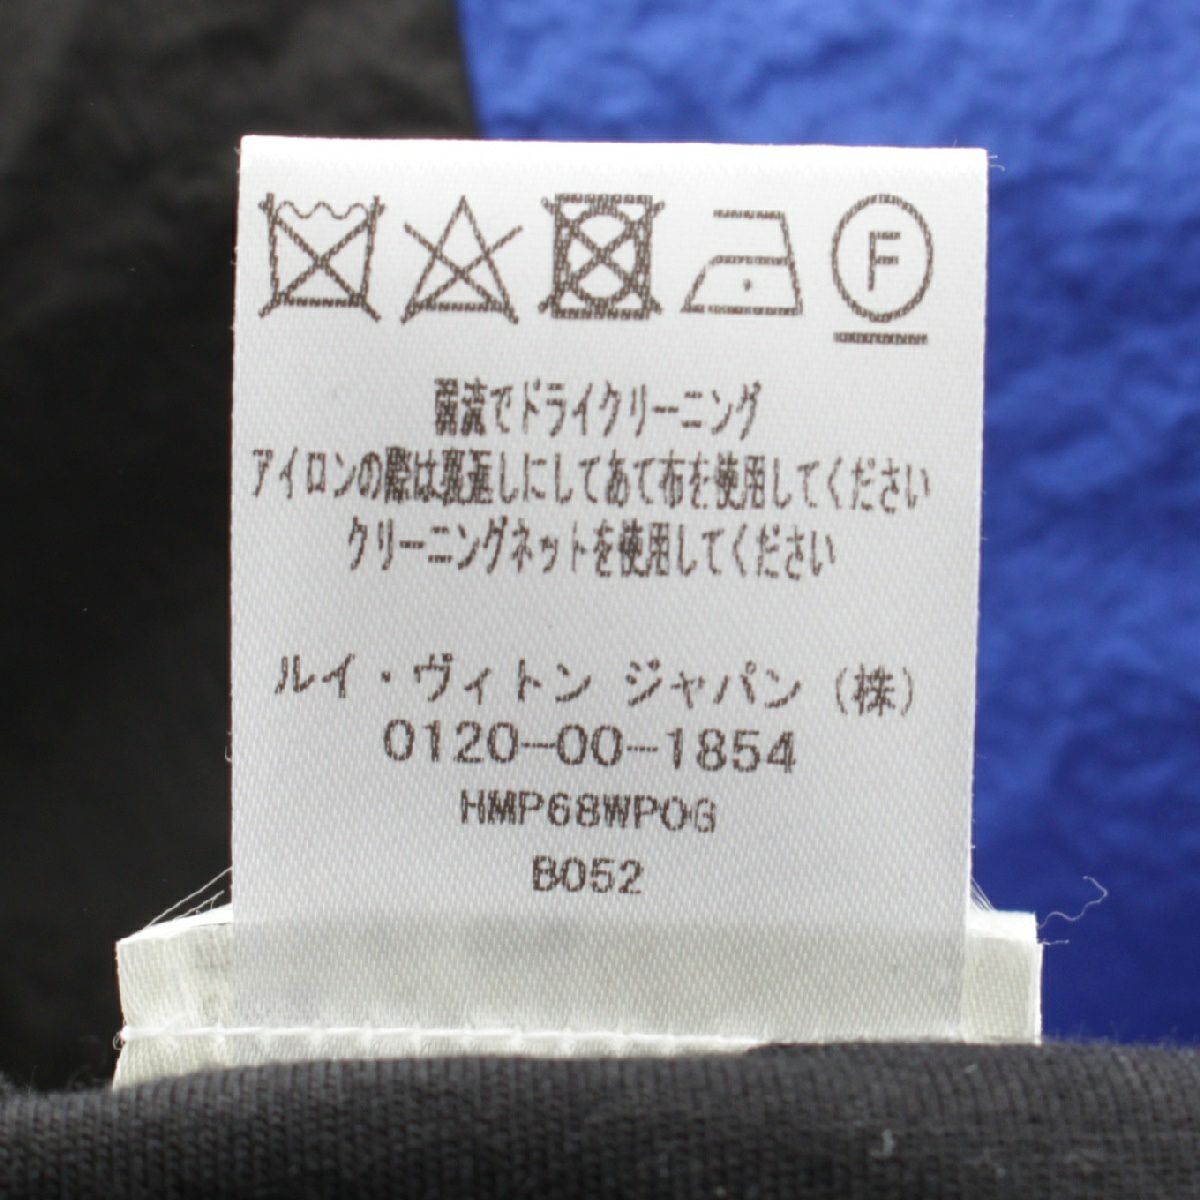 F
弱流でドライクリーニング
アイロンの際は裏返しにしてあて布を使用してください
クリーニングネットを使用してください
ルイ・ヴィトン ジャパン (株)
0120-00-1854
HMP68WPOG
B052